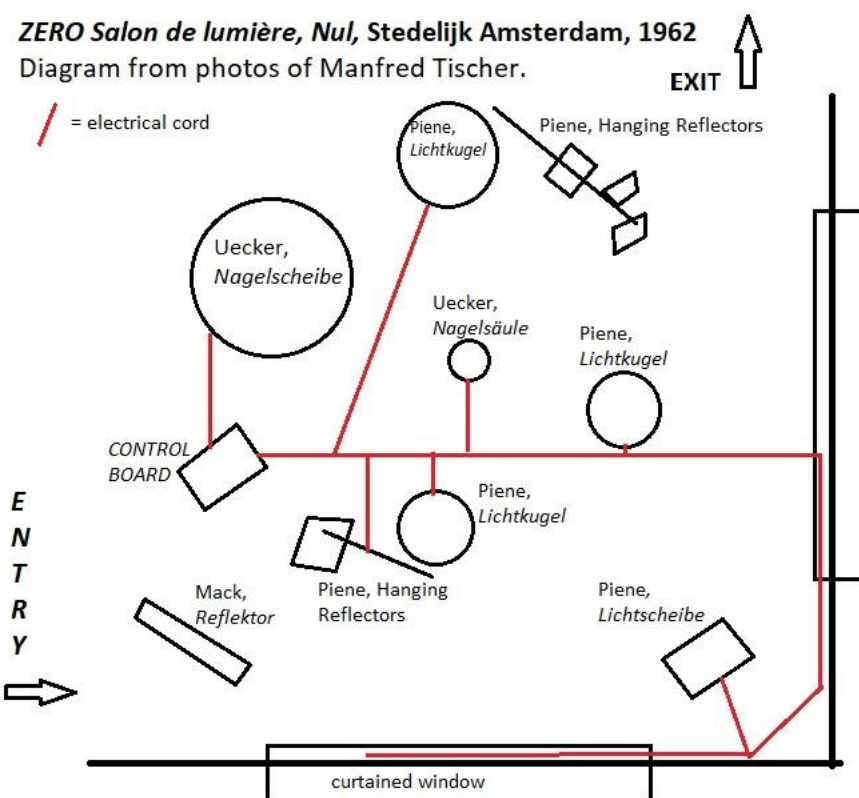 ZERO Salon de lumière, Nul, Stedelijk Amsterdam, 1962
Diagram from photos of Manfred Tischer.
EXIT
= electrical cord
Piene,
Lichtkugel
Piene, Hanging Reflectors
Uecker,
Nagelscheibe
Uecker,
Nagelsäule
Piene,
Lichtkugel
CONTROL
BOARD
Piene,
Lichtkugel
ENTRY
Mack,
Reflektor
Piene, Hanging
Reflectors
Piene,
Lichtscheibe
curtained window